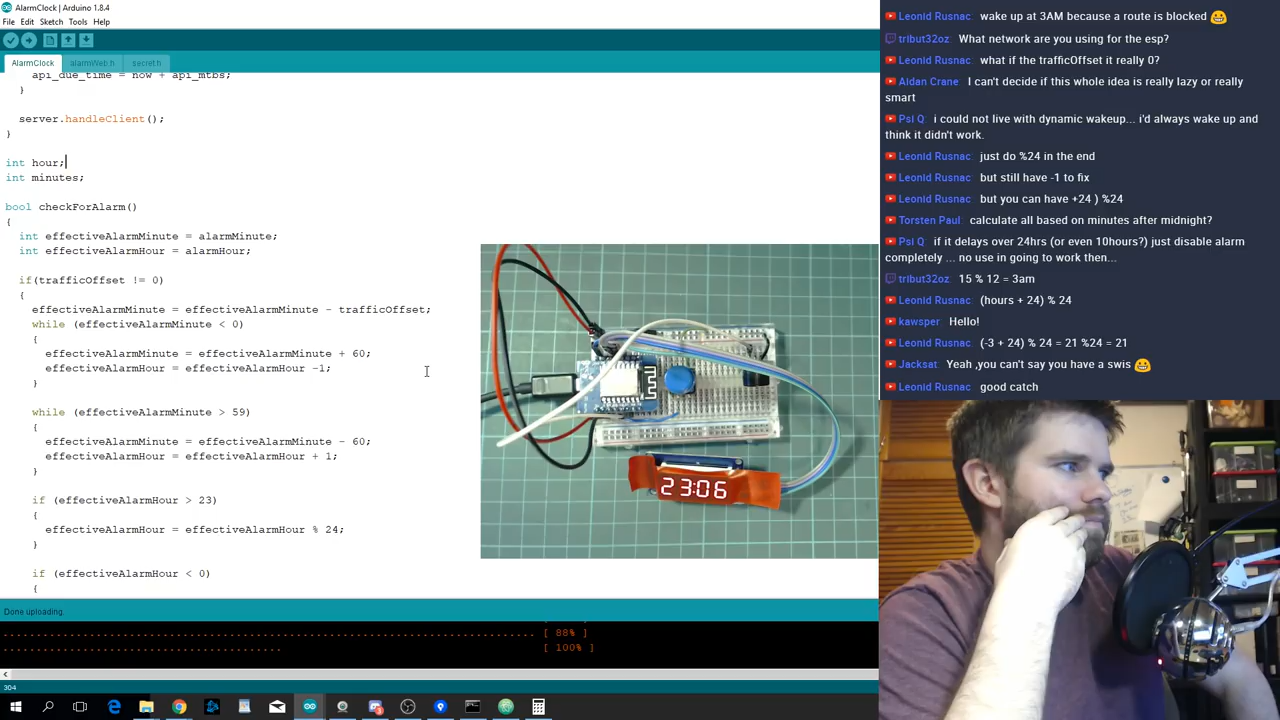 AlarmClock | Arduino 1.8.4
File Edit Sketch Tools Help
AlarmClock alarmWeb.h secret.h
api_due_time = now + api_mtbs;
}
server.handleClient();
}
int hour;
int minutes;
bool checkForAlarm()
{
int effectiveAlarmMinute = alarmMinute;
int effectiveAlarmHour = alarmHour;
if(trafficOffset != 0)
{
effectiveAlarmMinute = effectiveAlarmMinute - trafficOffset;
while (effectiveAlarmMinute < 0)
{
effectiveAlarmMinute = effectiveAlarmMinute + 60;
effectiveAlarmHour = effectiveAlarmHour -1;
}
while (effectiveAlarmMinute > 59)
{
effectiveAlarmMinute = effectiveAlarmMinute - 60;
effectiveAlarmHour = effectiveAlarmHour + 1;
}
if (effectiveAlarmHour > 23)
{
effectiveAlarmHour = effectiveAlarmHour % 24;
}
if (effectiveAlarmHour < 0)
{
Done uploading.
................................................................................ [ 88% ]
.......................................... [ 100% ]
304
23:06
Leonid Rusnac wake up at 3AM because a route is blocked 😁
tribut32oz What network are you using for the esp?
Leonid Rusnac what if the trafficOffset it really 0?
Aldan Crane I can't decide if this whole idea is really lazy or really
smart
Psi Q i could not live with dynamic wakeup... i'd always wake up and
think it didn't work.
Leonid Rusnac just do %24 in the end
Leonid Rusnac but still have -1 to fix
Leonid Rusnac but you can have +24 ) %24
Torsten Paul calculate all based on minutes after midnight?
Psi Q if it delays over 24hrs (or even 10hours?) just disable alarm
completely ... no use in going to work then...
tribut32oz 15 % 12 = 3am
Leonid Rusnac (hours + 24) % 24
kawsper Hello!
Leonid Rusnac (-3 + 24) % 24 = 21 %24 = 21
Jacksat Yeah ,you can't say you have a swis 😁
Leonid Rusnac good catch